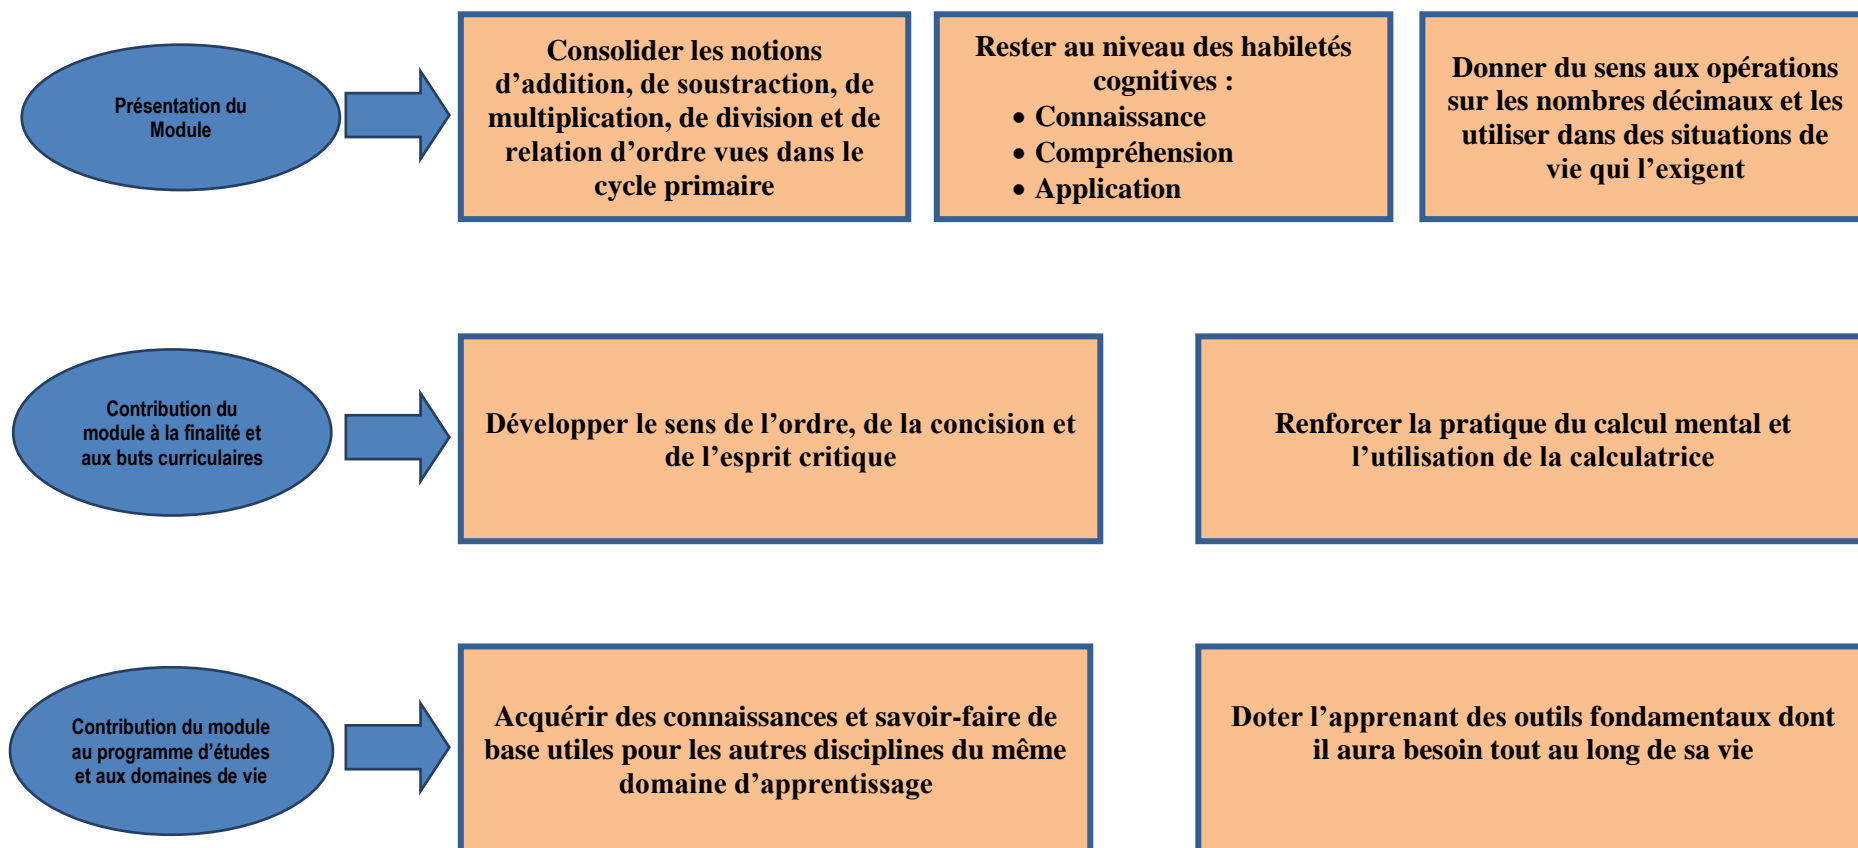 Présentation du
Module
Consolider les notions
d’addition, de soustraction, de
multiplication, de division et de
relation d’ordre vues dans le
cycle primaire
Rester au niveau des habiletés
cognitives :
• Connaissance
• Compréhension
• Application
Donner du sens aux opérations
sur les nombres décimaux et les
utiliser dans des situations de
vie qui l’exigent
Contribution du
module à la finalité et
aux buts curriculaires
Développer le sens de l’ordre, de la concision et
de l’esprit critique
Renforcer la pratique du calcul mental et
l’utilisation de la calculatrice
Contribution du module
au programme d’études
et aux domaines de vie
Acquérir des connaissances et savoir-faire de
base utiles pour les autres disciplines du même
domaine d’apprentissage
Doter l’apprenant des outils fondamentaux dont
il aura besoin tout au long de sa vie